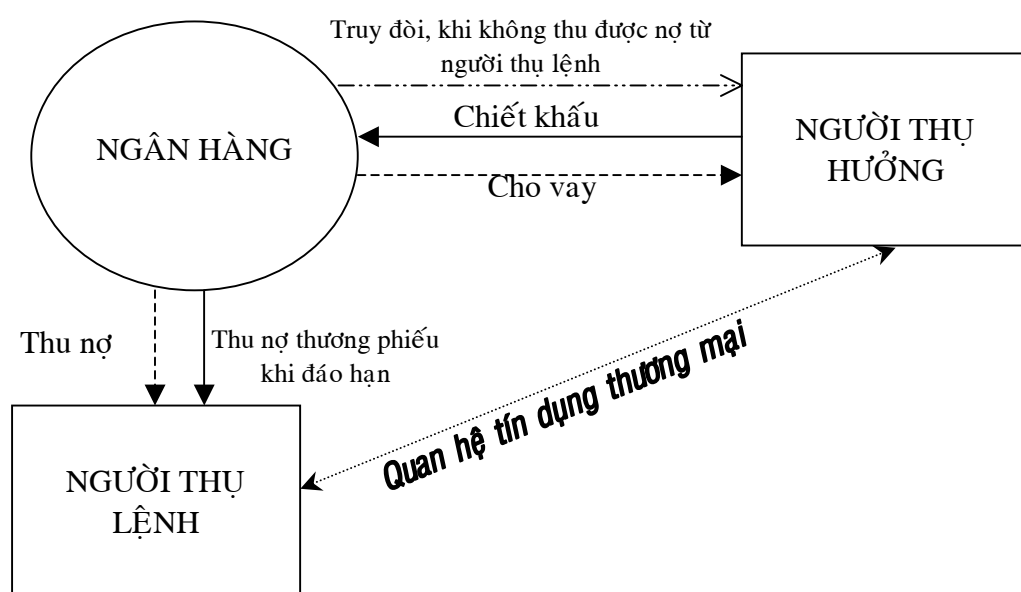 Truy đòi, khi không thu được nợ từ
người thụ lệnh
Chiết khấu
NGÂN HÀNG
NGƯỜI THỤ
HƯỞNG
Cho vay
Thu nợ
Thu nợ thương phiếu
khi đáo hạn
Quan hệ tín dụng thương mại
NGƯỜI THỤ
LỆNH